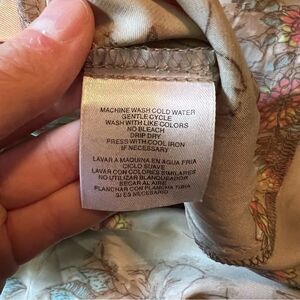 MACHINE WASH COLD WATER
GENTLE CYCLE
WASH WITH LIKE COLORS
NO BLEACH
DRIP DRY
PRESS WITH COOL IRON
IF NECESSARY
LAVAR A MAQUINA EN AGUA FRIA
CICLO SUAVE
LAVAR CON COLORES SIMILARES
NO UTILIZAR BLANQUEADOR
SECAR AL AIRE
PLANCHAR CON PLANCHA TIBIA
SI ES NECESARIO